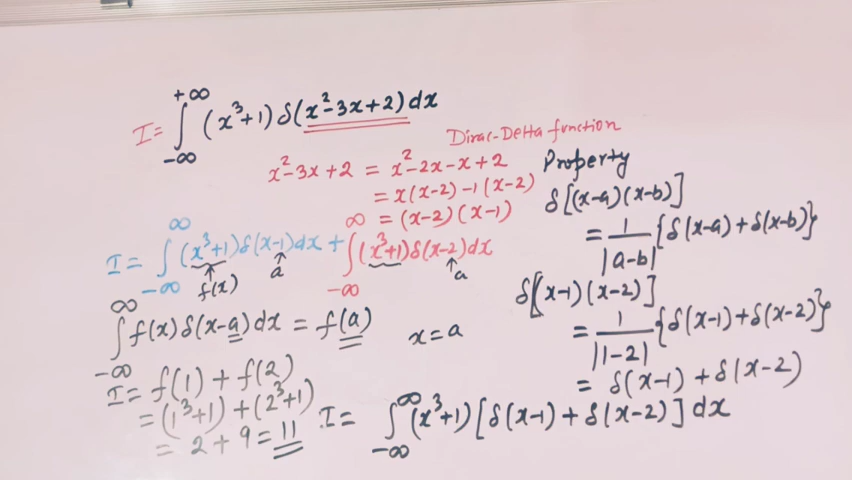 I = ∫_{-∞}^{+∞} (x³+1) δ(x²-3x+2) dx
Dirac-Delta function
x²-3x+2 = x²-2x-x+2
= x(x-2)-1(x-2)
= (x-2)(x-1)
Property
δ[(x-a)(x-b)]
= 1/|a-b| {δ(x-a)+δ(x-b)}
δ[(x-1)(x-2)]
= 1/|1-2| {δ(x-1)+δ(x-2)}
= δ(x-1) + δ(x-2)
I = ∫_{-∞}^{∞} (x³+1) [δ(x-1) + δ(x-2)] dx
I = ∫_{-∞}^{∞} (x³+1) δ(x-1) dx + ∫_{-∞}^{∞} (x³+1) δ(x-2) dx
f(x) a a
∫_{-∞}^{∞} f(x) δ(x-a) dx = f(a) x=a
I = f(1) + f(2)
= (1³+1) + (2³+1)
= 2 + 9 = 11